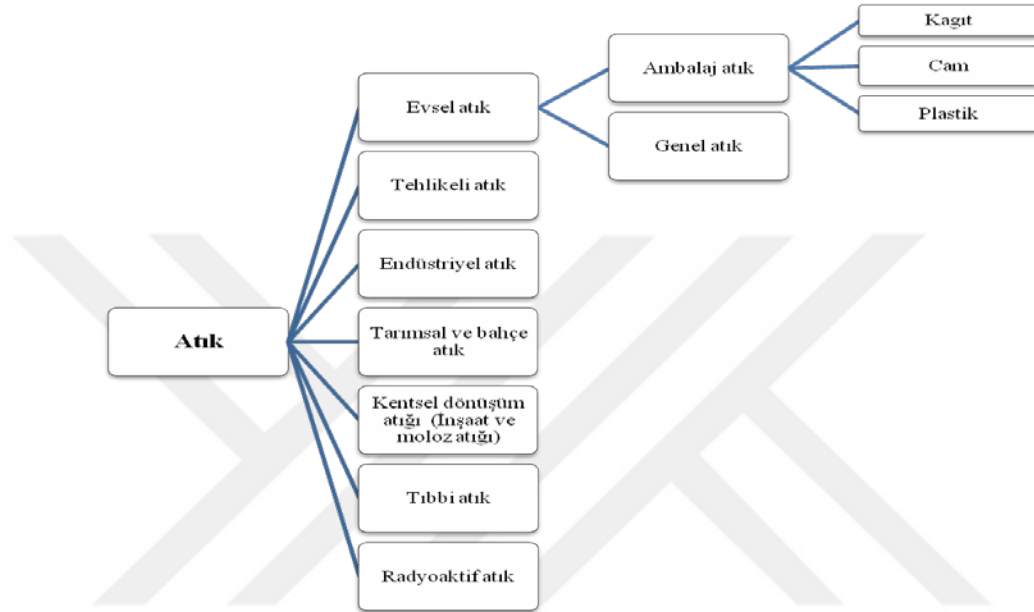 Kagıt
Ambalaj atık
Cam
Evsel atık
Plastik
Genel atık
Tehlikeli atık
Endüstriyel atık
Atık
Tarımsal ve bahçe
atık
Kentsel dönüşüm
atığı (İnşaat ve
moloz atığı)
Tıbbi atık
Radyoaktif atık